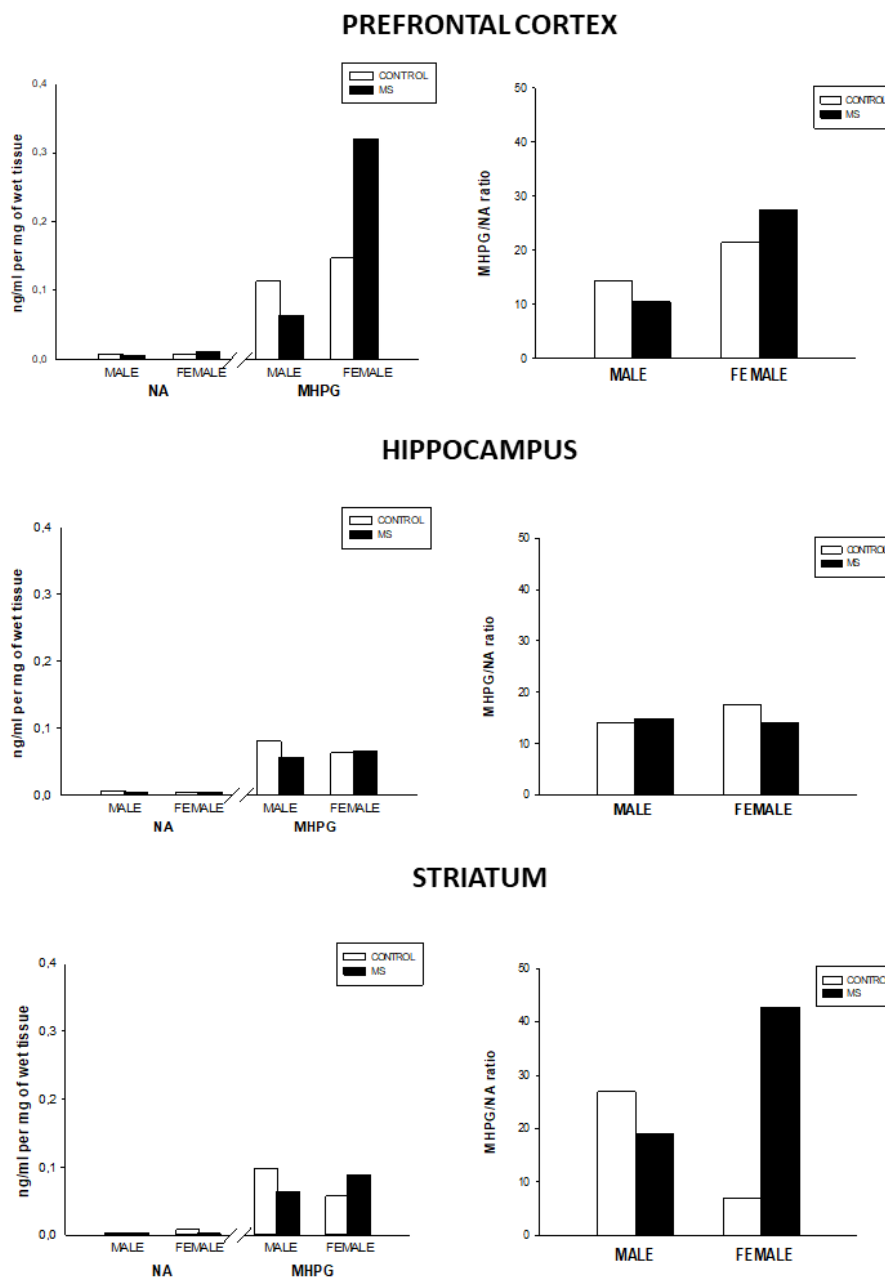 PREFRONTAL CORTEX
CONTROL
MS
ng/ml per mg of wet tissue
0,4
0,3
0,2
0,1
0,0
MALE FEMALE MALE FEMALE
NA MHPG
CONTROL
MS
MHPG/NA ratio
50
40
30
20
10
0
MALE FEMALE
HIPPOCAMPUS
CONTROL
MS
ng/ml per mg of wet tissue
0,4
0,3
0,2
0,1
0,0
MALE FEMALE MALE FEMALE
NA MHPG
CONTROL
MS
MHPG/NA ratio
50
40
30
20
10
0
MALE FEMALE
STRIATUM
CONTROL
MS
ng/ml per mg of wet tissue
0,4
0,3
0,2
0,1
0,0
MALE FEMALE MALE FEMALE
NA MHPG
CONTRO
MS
MHPG/NA ratio
50
40
30
20
10
0
MALE FEMALE